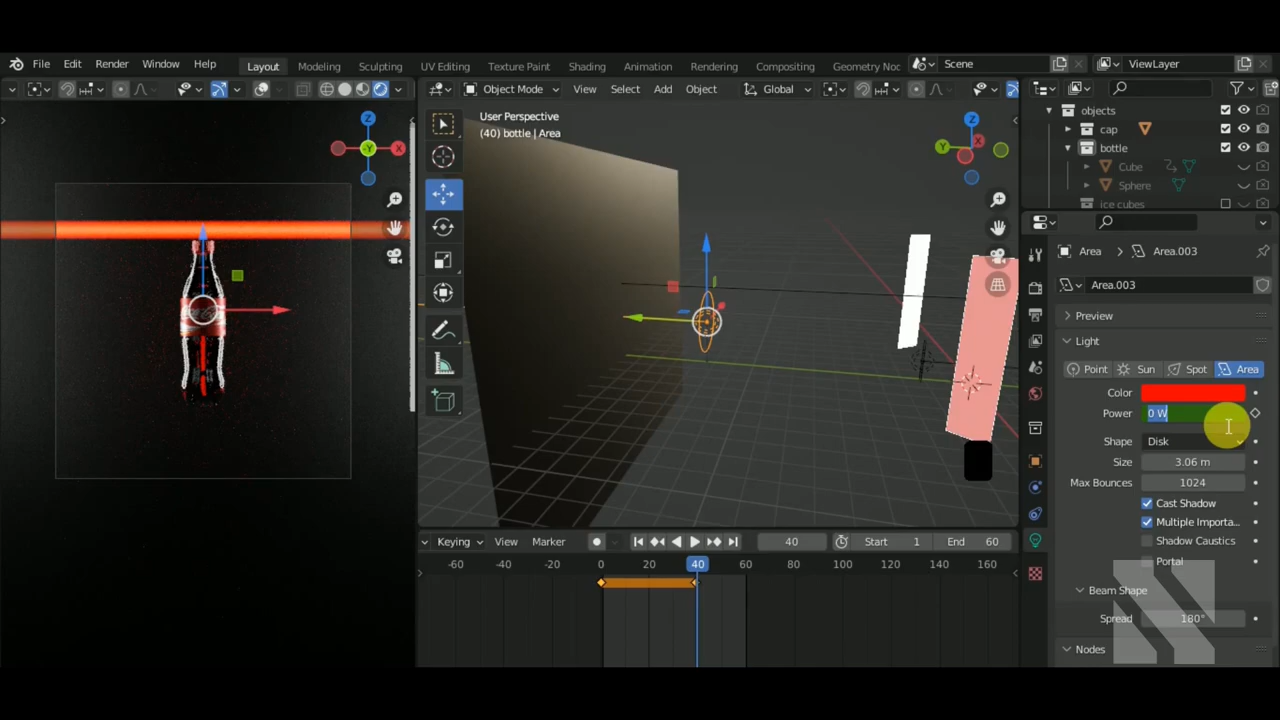 File Edit Render Window Help
Layout Modeling Sculpting UV Editing Texture Paint Shading Animation Rendering Compositing Geometry Noc
Scene
ViewLayer
Object Mode View Select Add Object Global
User Perspective
(40) bottle | Area
Z
X
-Y
Z
Y
X
objects
cap
bottle
Cube
Sphere
ice cubes
Area > Area.003
Area.003
Preview
Light
Point Sun Spot Area
Color
Power 0 W
Shape Disk
Size 3.06 m
Max Bounces 1024
Cast Shadow
Multiple Importa...
Shadow Caustics
Portal
Beam Shape
Spread 180°
Nodes
Keying View Marker 40 Start 1 End 60
-60 -40 -20 0 20 40 60 80 100 120 140 160